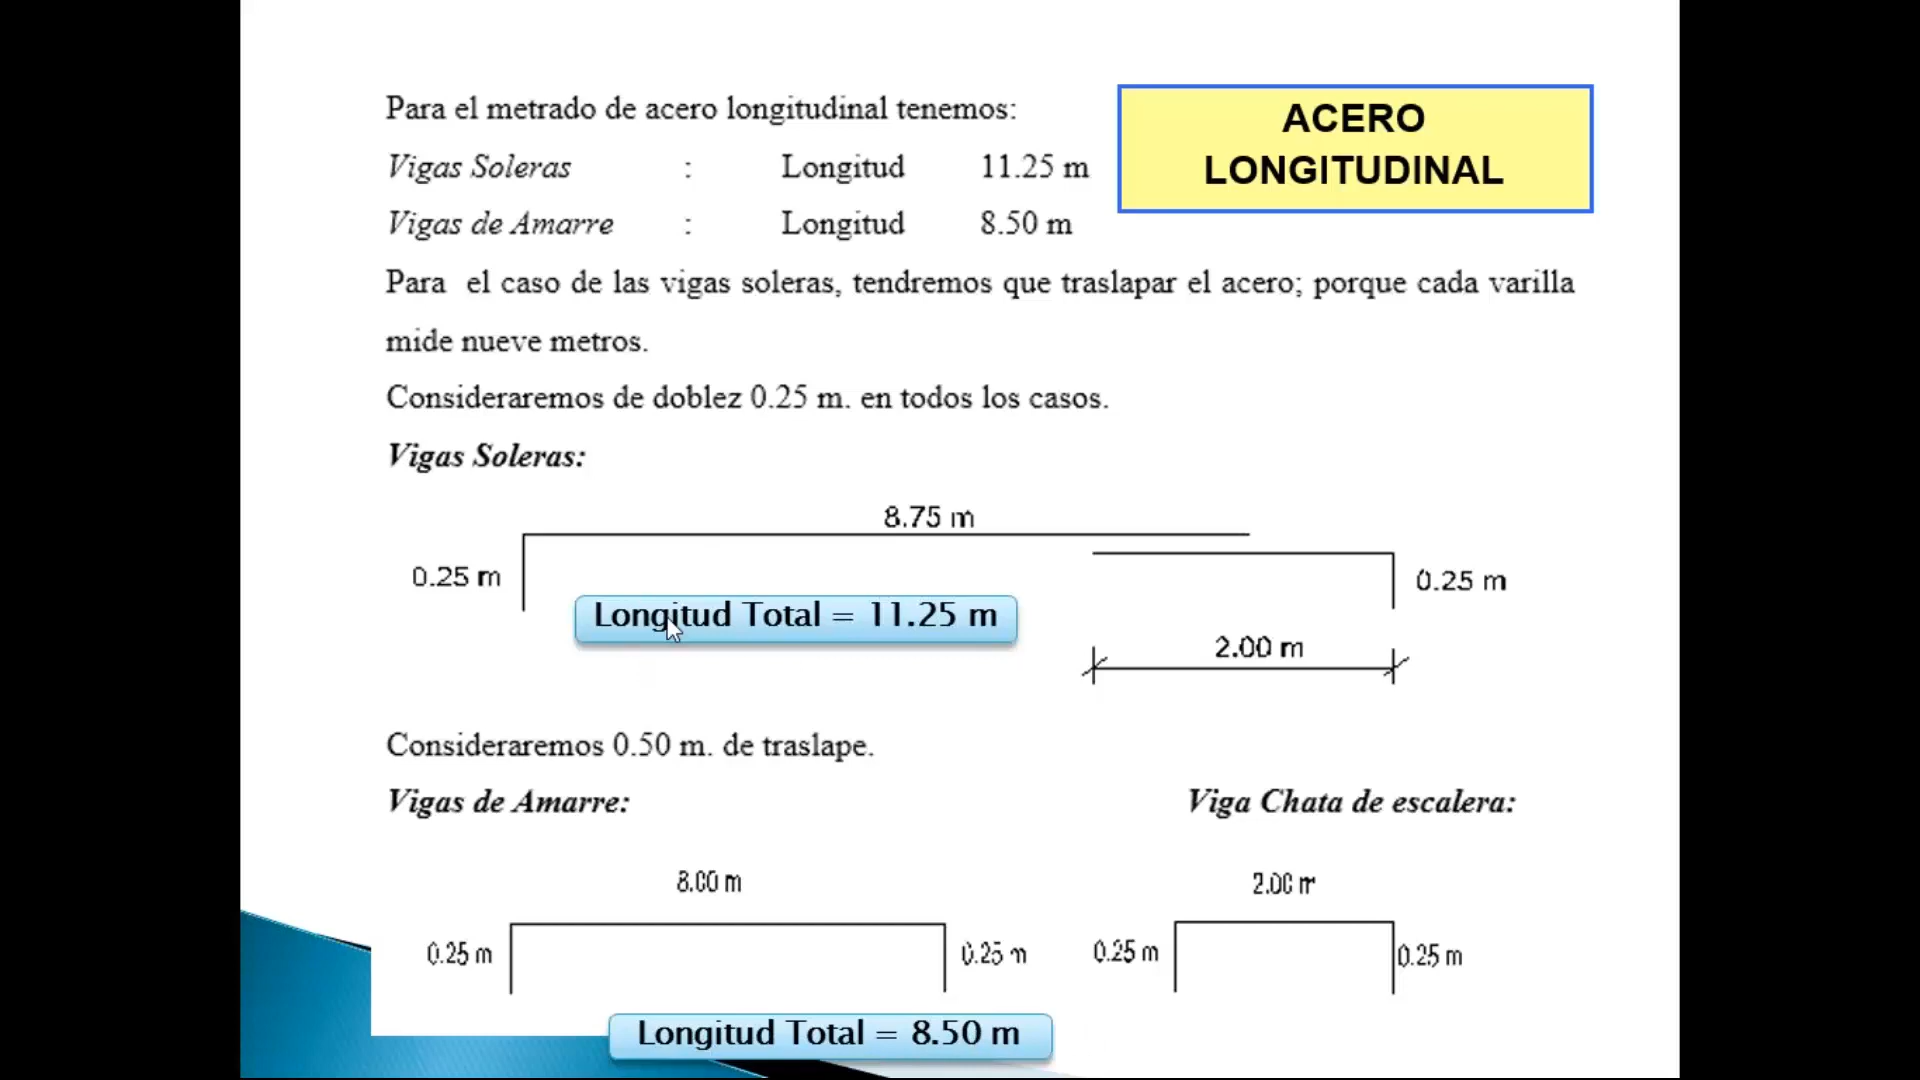 Para el metrado de acero longitudinal tenemos:
ACERO
LONGITUDINAL
Vigas Soleras : Longitud 11.25 m
Vigas de Amarre : Longitud 8.50 m
Para el caso de las vigas soleras, tendremos que traslapar el acero; porque cada varilla
mide nueve metros.
Consideraremos de doblez 0.25 m. en todos los casos.
Vigas Soleras:
8.75 m
0.25 m
0.25 m
Longitud Total = 11.25 m
2.00 m
Consideraremos 0.50 m. de traslape.
Vigas de Amarre:
Viga Chata de escalera:
8.00 m
2.00 m
0.25 m
0.25 m
0.25 m
0.25 m
Longitud Total = 8.50 m